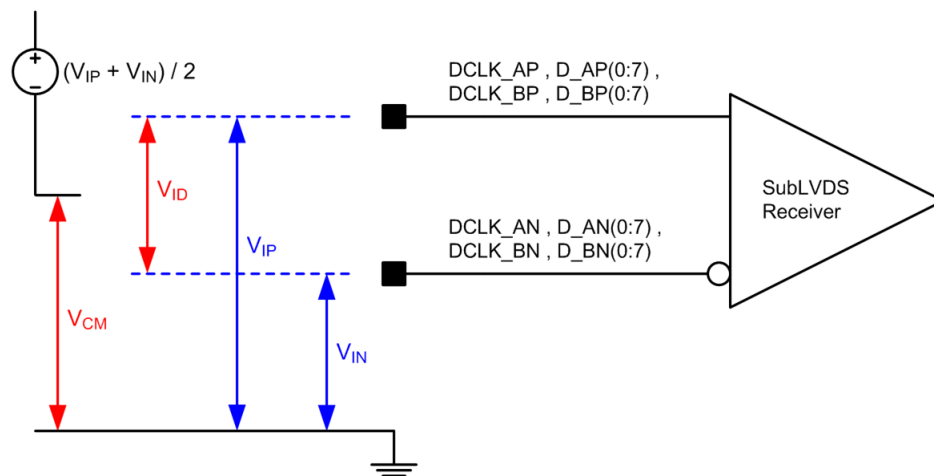 +
(V_IP + V_IN) / 2
−
DCLK_AP , D_AP(0:7) ,
DCLK_BP , D_BP(0:7)
V_ID
SubLVDS
Receiver
V_IP
DCLK_AN , D_AN(0:7) ,
DCLK_BN , D_BN(0:7)
V_CM
V_IN